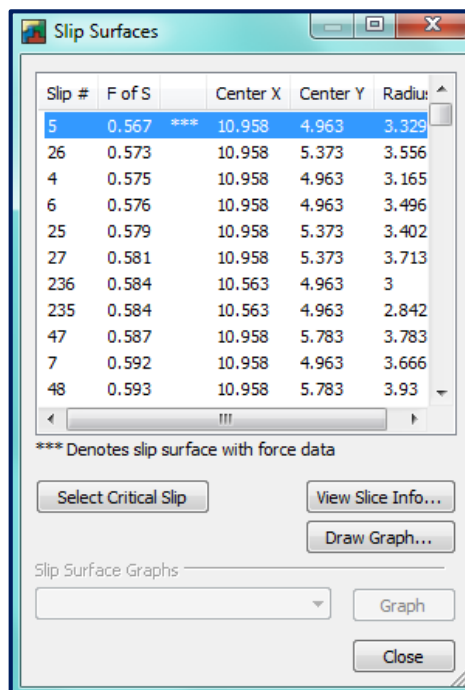 Slip Surfaces
Slip # F of S Center X Center Y Radiu
5 0.567 *** 10.958 4.963 3.329
26 0.573 10.958 5.373 3.556
4 0.575 10.958 4.963 3.165
6 0.576 10.958 4.963 3.496
25 0.579 10.958 5.373 3.402
27 0.581 10.958 5.373 3.713
236 0.584 10.563 4.963 3
235 0.584 10.563 4.963 2.842
47 0.587 10.958 5.783 3.783
7 0.592 10.958 4.963 3.666
48 0.593 10.958 5.783 3.93
*** Denotes slip surface with force data
Select Critical Slip View Slice Info...
Draw Graph...
Slip Surface Graphs
Graph
Close